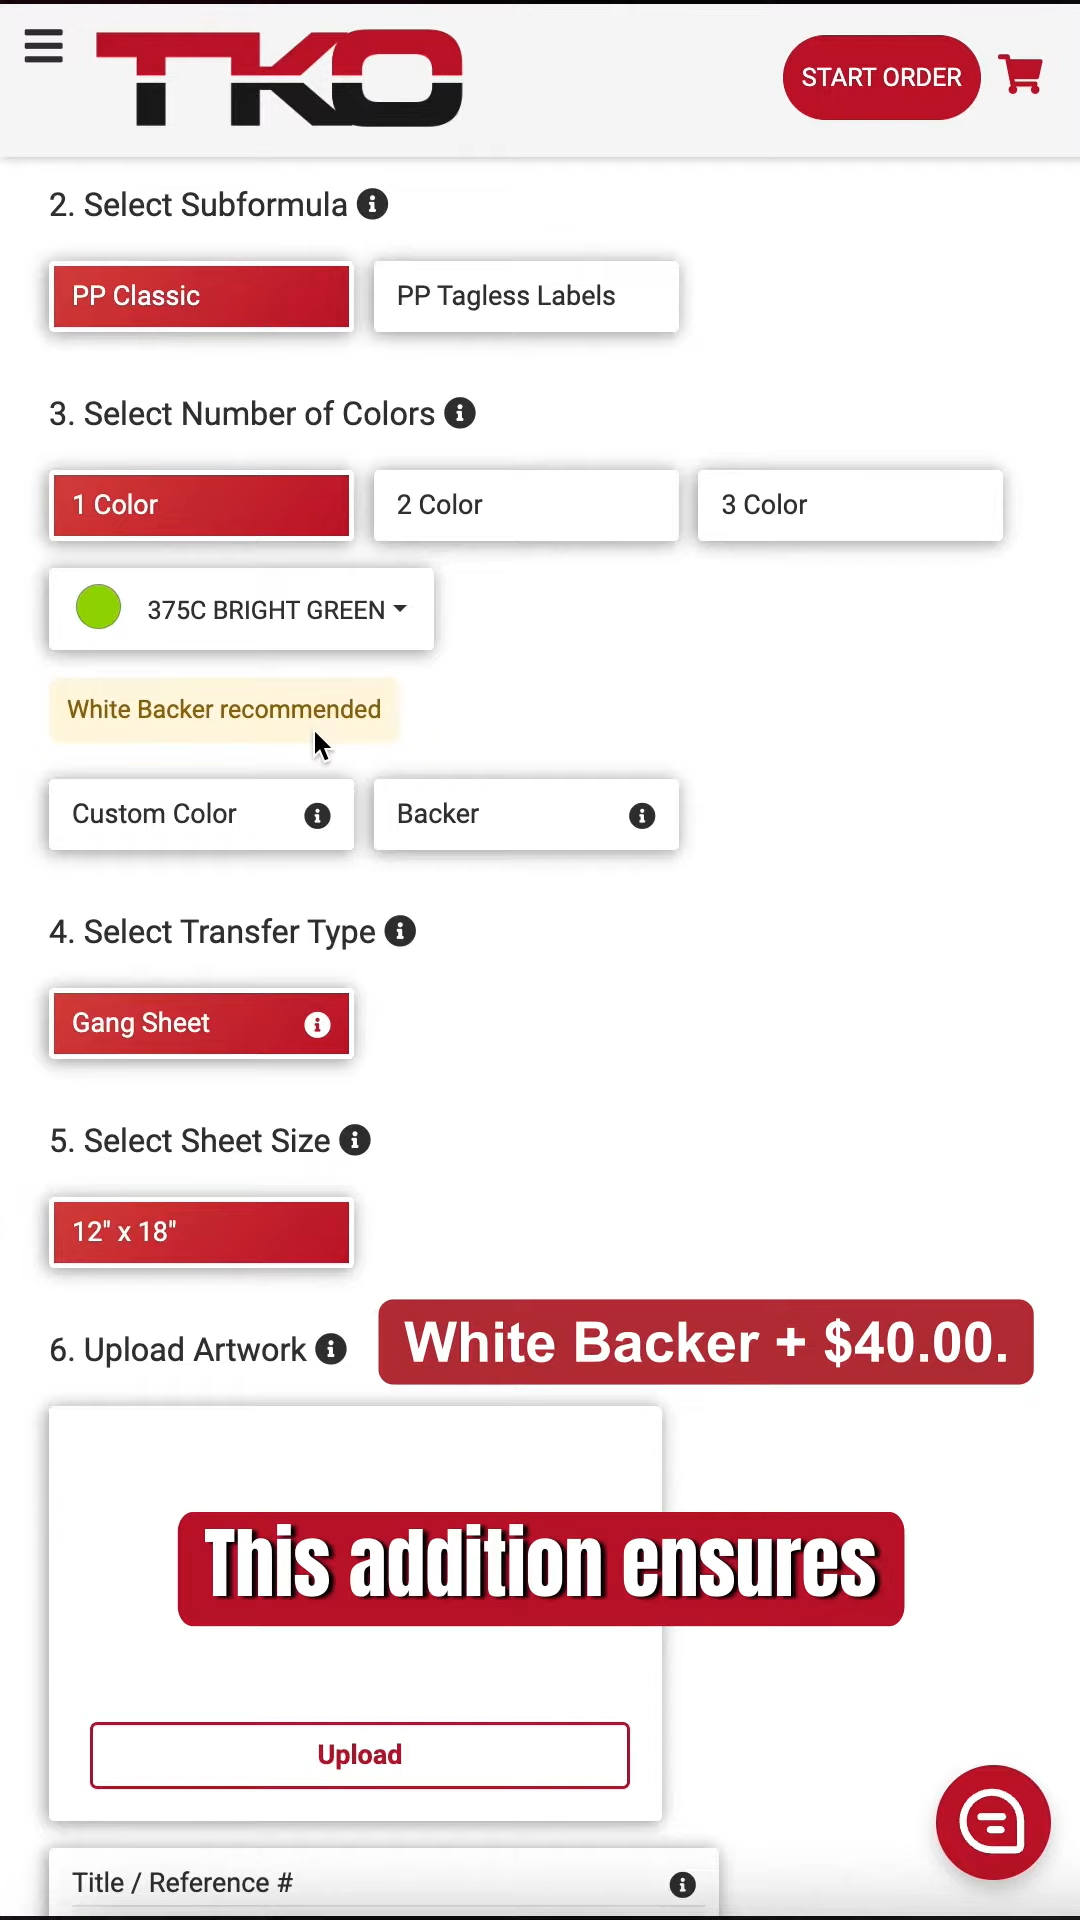 TKO
START ORDER
2. Select Subformula
PP Classic
PP Tagless Labels
3. Select Number of Colors
1 Color
2 Color
3 Color
375C BRIGHT GREEN
White Backer recommended
Custom Color
Backer
4. Select Transfer Type
Gang Sheet
5. Select Sheet Size
12" x 18"
6. Upload Artwork
White Backer + $40.00.
This addition ensures
Upload
Title / Reference #